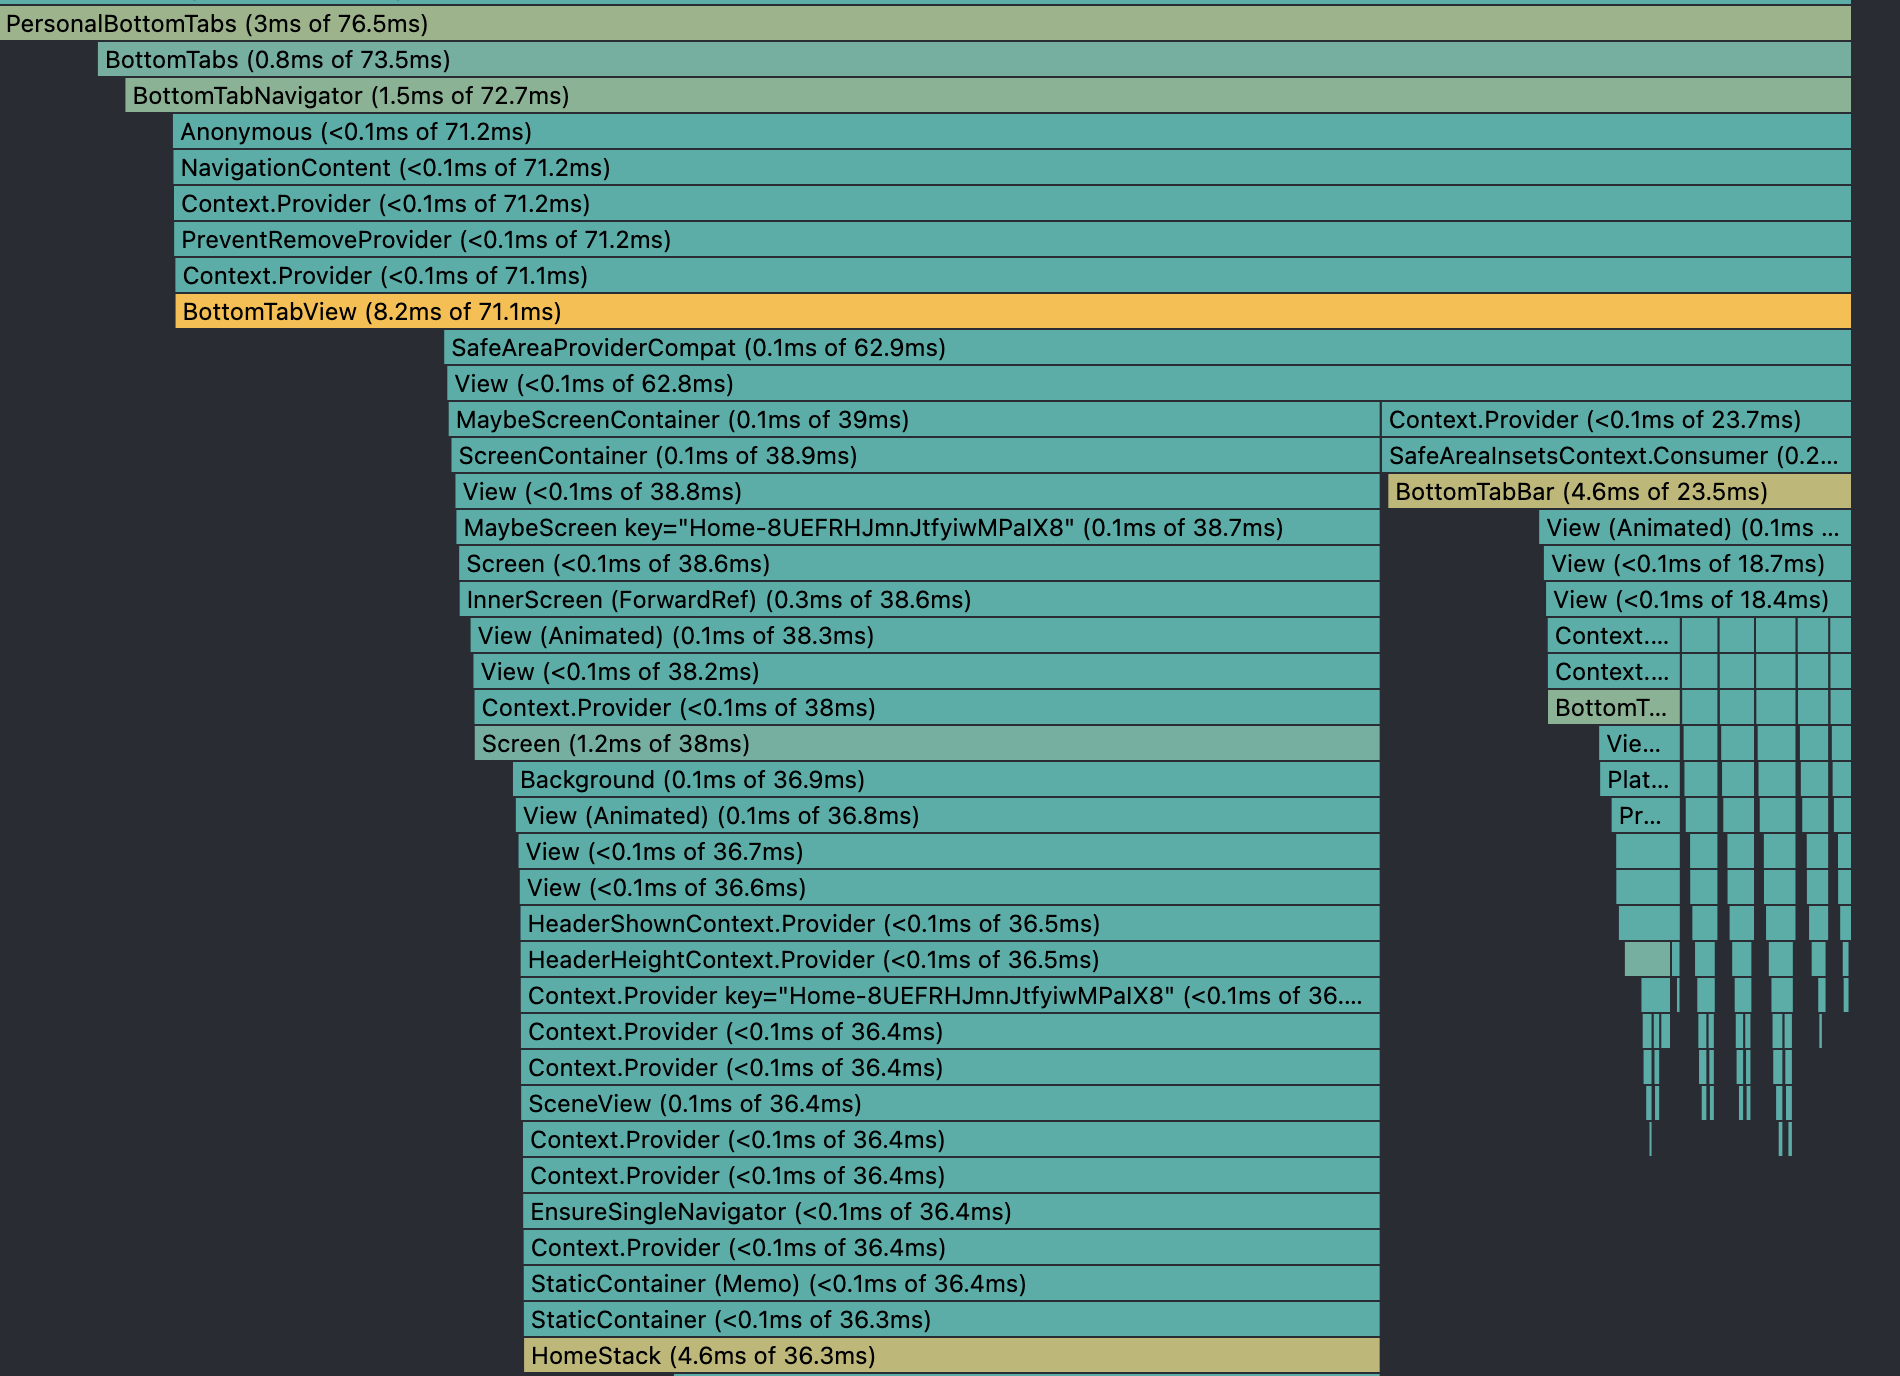 PersonalBottomTabs (3ms of 76.5ms)
BottomTabs (0.8ms of 73.5ms)
BottomTabNavigator (1.5ms of 72.7ms)
Anonymous (<0.1ms of 71.2ms)
NavigationContent (<0.1ms of 71.2ms)
Context.Provider (<0.1ms of 71.2ms)
PreventRemoveProvider (<0.1ms of 71.2ms)
Context.Provider (<0.1ms of 71.1ms)
BottomTabView (8.2ms of 71.1ms)
SafeAreaProviderCompat (0.1ms of 62.9ms)
View (<0.1ms of 62.8ms)
MaybeScreenContainer (0.1ms of 39ms) Context.Provider (<0.1ms of 23.7ms)
ScreenContainer (0.1ms of 38.9ms) SafeAreaInsetsContext.Consumer (0.2...
View (<0.1ms of 38.8ms) BottomTabBar (4.6ms of 23.5ms)
MaybeScreen key="Home-8UEFRHJmnJtfyiwMPaIX8" (0.1ms of 38.7ms) View (Animated) (0.1ms ...
Screen (<0.1ms of 38.6ms) View (<0.1ms of 18.7ms)
InnerScreen (ForwardRef) (0.3ms of 38.6ms) View (<0.1ms of 18.4ms)
View (Animated) (0.1ms of 38.3ms) Context....
View (<0.1ms of 38.2ms) Context....
Context.Provider (<0.1ms of 38ms) BottomT...
Screen (1.2ms of 38ms) Vie...
Background (0.1ms of 36.9ms) Plat...
View (Animated) (0.1ms of 36.8ms) Pr...
View (<0.1ms of 36.7ms)
View (<0.1ms of 36.6ms)
HeaderShownContext.Provider (<0.1ms of 36.5ms)
HeaderHeightContext.Provider (<0.1ms of 36.5ms)
Context.Provider key="Home-8UEFRHJmnJtfyiwMPaIX8" (<0.1ms of 36....
Context.Provider (<0.1ms of 36.4ms)
Context.Provider (<0.1ms of 36.4ms)
SceneView (0.1ms of 36.4ms)
Context.Provider (<0.1ms of 36.4ms)
Context.Provider (<0.1ms of 36.4ms)
EnsureSingleNavigator (<0.1ms of 36.4ms)
Context.Provider (<0.1ms of 36.4ms)
StaticContainer (Memo) (<0.1ms of 36.4ms)
StaticContainer (<0.1ms of 36.3ms)
HomeStack (4.6ms of 36.3ms)